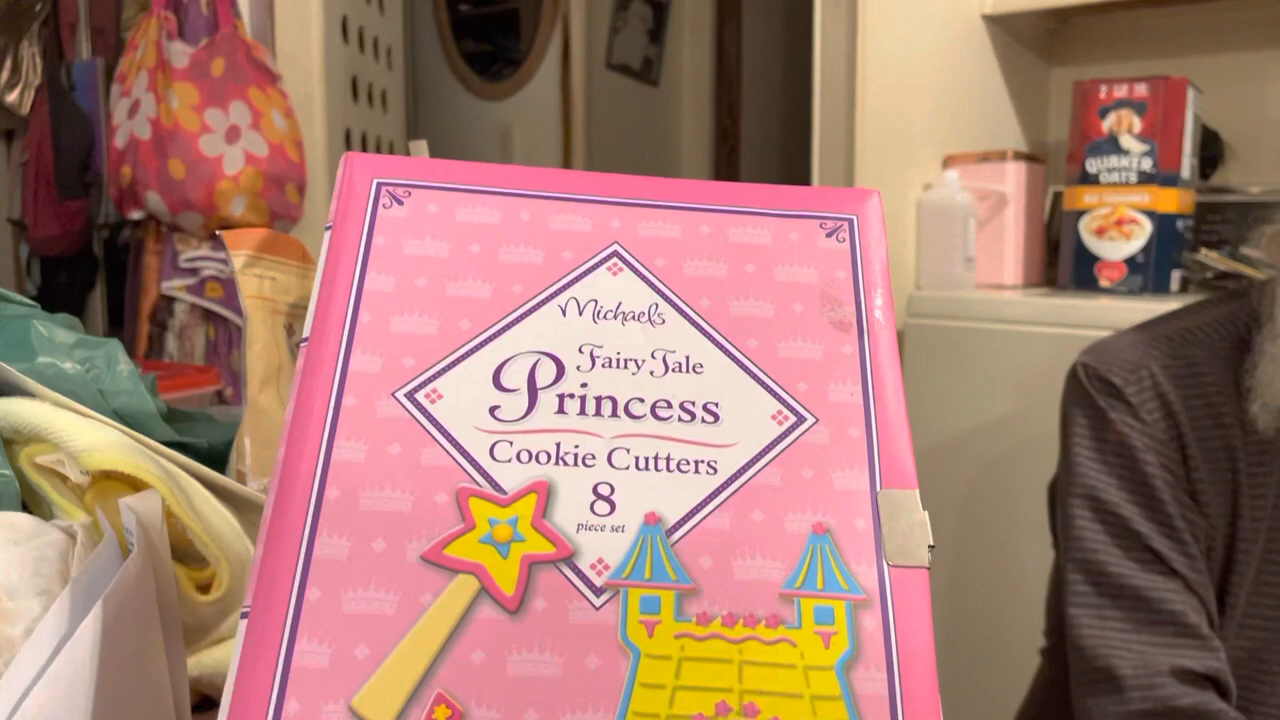 Michaels
Fairy Tale
Princess
Cookie Cutters
8
piece set
QUAKER
OATS